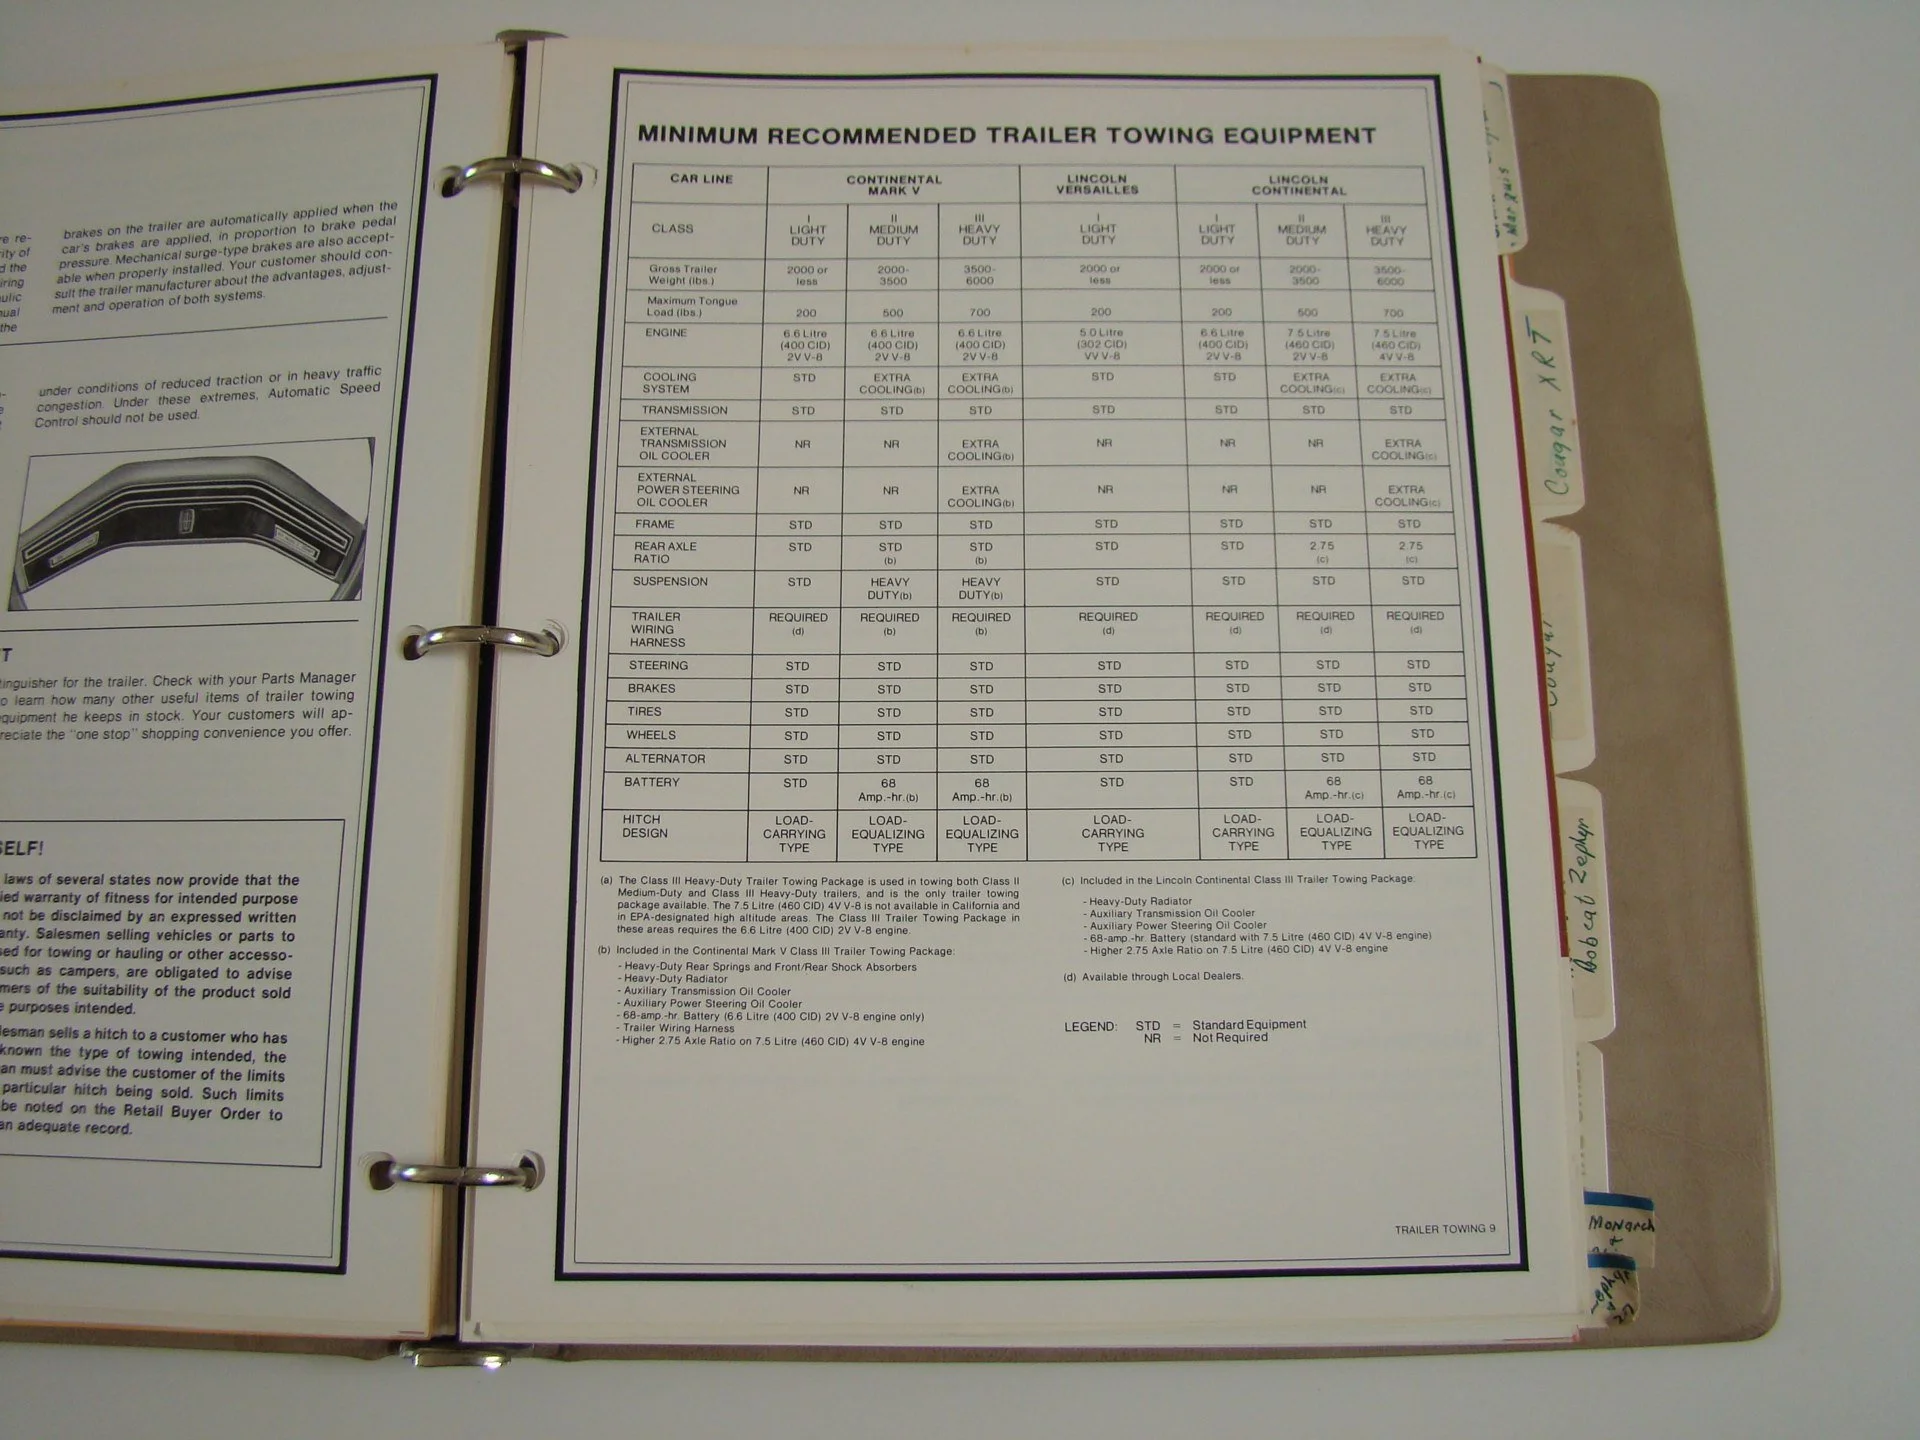 brakes on the trailer are automatically applied when the
car's brakes are applied, in proportion to brake pedal
pressure. Mechanical surge-type brakes are also accept-
able when properly installed. Your customer should con-
sult the trailer manufacturer about the advantages, adjust-
ment and operation of both systems.
under conditions of reduced traction or in heavy traffic
congestion. Under these extremes, Automatic Speed
Control should not be used.
tinguisher for the trailer. Check with your Parts Manager
o learn how many other useful items of trailer towing
equipment he keeps in stock. Your customers will ap-
reciate the "one stop" shopping convenience you offer.
SELF!
laws of several states now provide that the
ied warranty of fitness for intended purpose
not be disclaimed by an expressed written
anty. Salesmen selling vehicles or parts to
sed for towing or hauling or other accesso-
such as campers, are obligated to advise
mers of the suitability of the product sold
e purposes intended.
lesman sells a hitch to a customer who has
known the type of towing intended, the
an must advise the customer of the limits
particular hitch being sold. Such limits
be noted on the Retail Buyer Order to
an adequate record.
MINIMUM RECOMMENDED TRAILER TOWING EQUIPMENT
CAR LINE CONTINENTAL MARK V LINCOLN VERSAILLES LINCOLN CONTINENTAL
CLASS I LIGHT DUTY II MEDIUM DUTY III HEAVY DUTY I LIGHT DUTY I LIGHT DUTY II MEDIUM DUTY III HEAVY DUTY
Gross Trailer Weight (lbs.) 2000 or less 2000-3500 3500-6000 2000 or less 2000 or less 2000-3500 3500-6000
Maximum Tongue Load (lbs.) 200 500 700 200 200 500 700
ENGINE 6.6 Litre (400 CID) 2V V-8 6.6 Litre (400 CID) 2V V-8 6.6 Litre (400 CID) 2V V-8 5.0 Litre (302 CID) VV V-8 6.6 Litre (400 CID) 2V V-8 7.5 Litre (460 CID) 2V V-8 7.5 Litre (460 CID) 4V V-8
COOLING SYSTEM STD EXTRA COOLING(b) EXTRA COOLING(b) STD STD EXTRA COOLING(c) EXTRA COOLING(c)
TRANSMISSION STD STD STD STD STD STD STD
EXTERNAL TRANSMISSION OIL COOLER NR NR EXTRA COOLING(b) NR NR NR EXTRA COOLING(c)
EXTERNAL POWER STEERING OIL COOLER NR NR EXTRA COOLING(b) NR NR NR EXTRA COOLING(c)
FRAME STD STD STD STD STD STD STD
REAR AXLE RATIO STD STD (b) STD (b) STD STD 2.75 (c) 2.75 (c)
SUSPENSION STD HEAVY DUTY(b) HEAVY DUTY(b) STD STD STD STD
TRAILER WIRING HARNESS REQUIRED (d) REQUIRED (b) REQUIRED (b) REQUIRED (d) REQUIRED (d) REQUIRED (d) REQUIRED (d)
STEERING STD STD STD STD STD STD STD
BRAKES STD STD STD STD STD STD STD
TIRES STD STD STD STD STD STD STD
WHEELS STD STD STD STD STD STD STD
ALTERNATOR STD STD STD STD STD STD STD
BATTERY STD 68 Amp.-hr.(b) 68 Amp.-hr.(b) STD STD 68 Amp.-hr.(c) 68 Amp.-hr.(c)
HITCH DESIGN LOAD-CARRYING TYPE LOAD-EQUALIZING TYPE LOAD-EQUALIZING TYPE LOAD-CARRYING TYPE LOAD-CARRYING TYPE LOAD-EQUALIZING TYPE LOAD-EQUALIZING TYPE
(a) The Class III Heavy-Duty Trailer Towing Package is used in towing both Class II
Medium-Duty and Class III Heavy-Duty trailers, and is the only trailer towing
package available. The 7.5 Litre (460 CID) 4V V-8 is not available in California and
in EPA-designated high altitude areas. The Class III Trailer Towing Package in
these areas requires the 6.6 Litre (400 CID) 2V V-8 engine.
(b) Included in the Continental Mark V Class III Trailer Towing Package:
- Heavy-Duty Rear Springs and Front/Rear Shock Absorbers
- Heavy-Duty Radiator
- Auxiliary Transmission Oil Cooler
- Auxiliary Power Steering Oil Cooler
- 68-amp.-hr. Battery (6.6 Litre (400 CID) 2V V-8 engine only)
- Trailer Wiring Harness
- Higher 2.75 Axle Ratio on 7.5 Litre (460 CID) 4V V-8 engine
(c) Included in the Lincoln Continental Class III Trailer Towing Package:
- Heavy-Duty Radiator
- Auxiliary Transmission Oil Cooler
- Auxiliary Power Steering Oil Cooler
- 68-amp.-hr. Battery (standard with 7.5 Litre (460 CID) 4V V-8 engine)
- Higher 2.75 Axle Ratio on 7.5 Litre (460 CID) 4V V-8 engine
(d) Available through Local Dealers.
LEGEND: STD = Standard Equipment
NR = Not Required
TRAILER TOWING 9
Marquis
Cougar XR7
Cougar
Bobcat Zephyr
Monarch